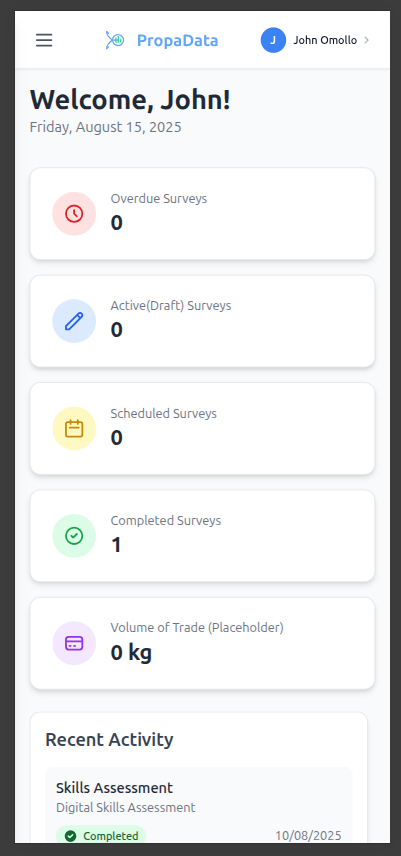 PropaData
J
John Omollo
Welcome, John!
Friday, August 15, 2025
Overdue Surveys
0
Active(Draft) Surveys
0
Scheduled Surveys
0
Completed Surveys
1
Volume of Trade (Placeholder)
0 kg
Recent Activity
Skills Assessment
Digital Skills Assessment
Completed
10/08/2025